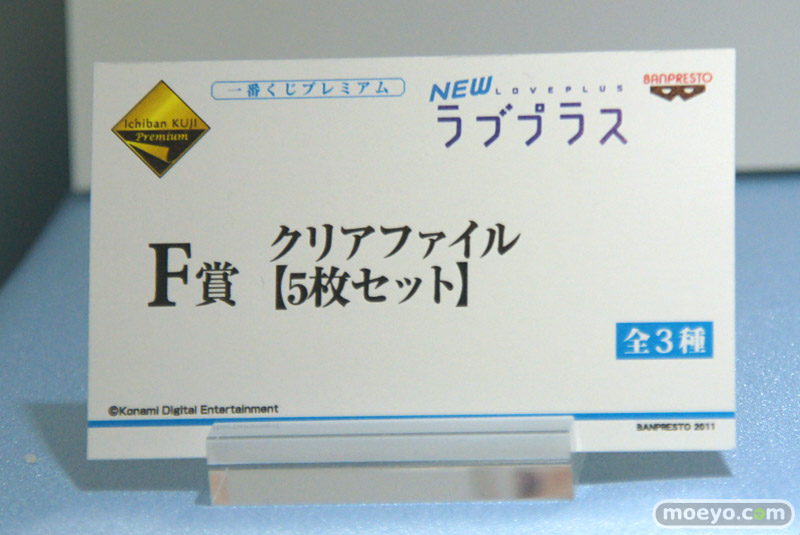 Ichiban KUJI
Premium
一番くじプレミアム
NEW LOVEPLUS
ラブプラス
BANPRESTO
F賞
クリアファイル
【5枚セット】
全3種
©Konami Digital Entertainment
BANPRESTO 2011
moeyo.com